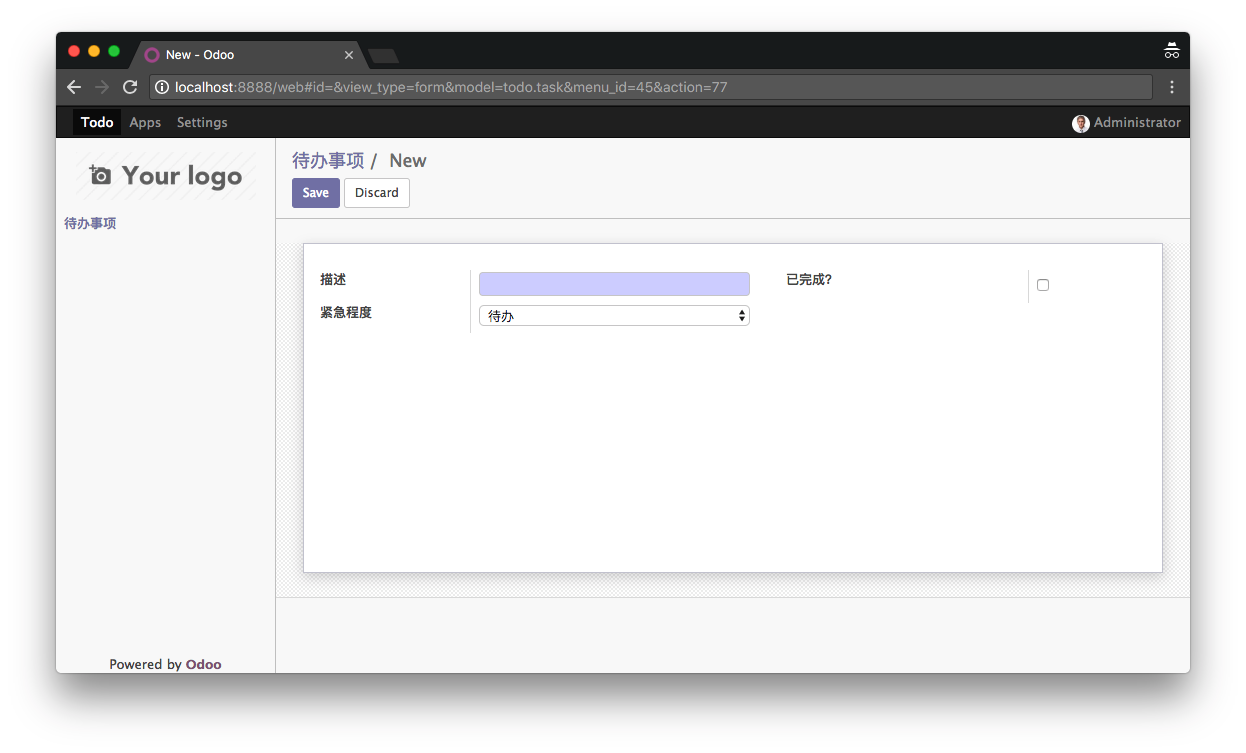 New - Odoo
localhost:8888/web#id=&view_type=form&model=todo.task&menu_id=45&action=77
Todo Apps Settings Administrator
Your logo
待办事项 / New
Save Discard
待办事项
描述 已完成?
紧急程度 待办
Powered by Odoo